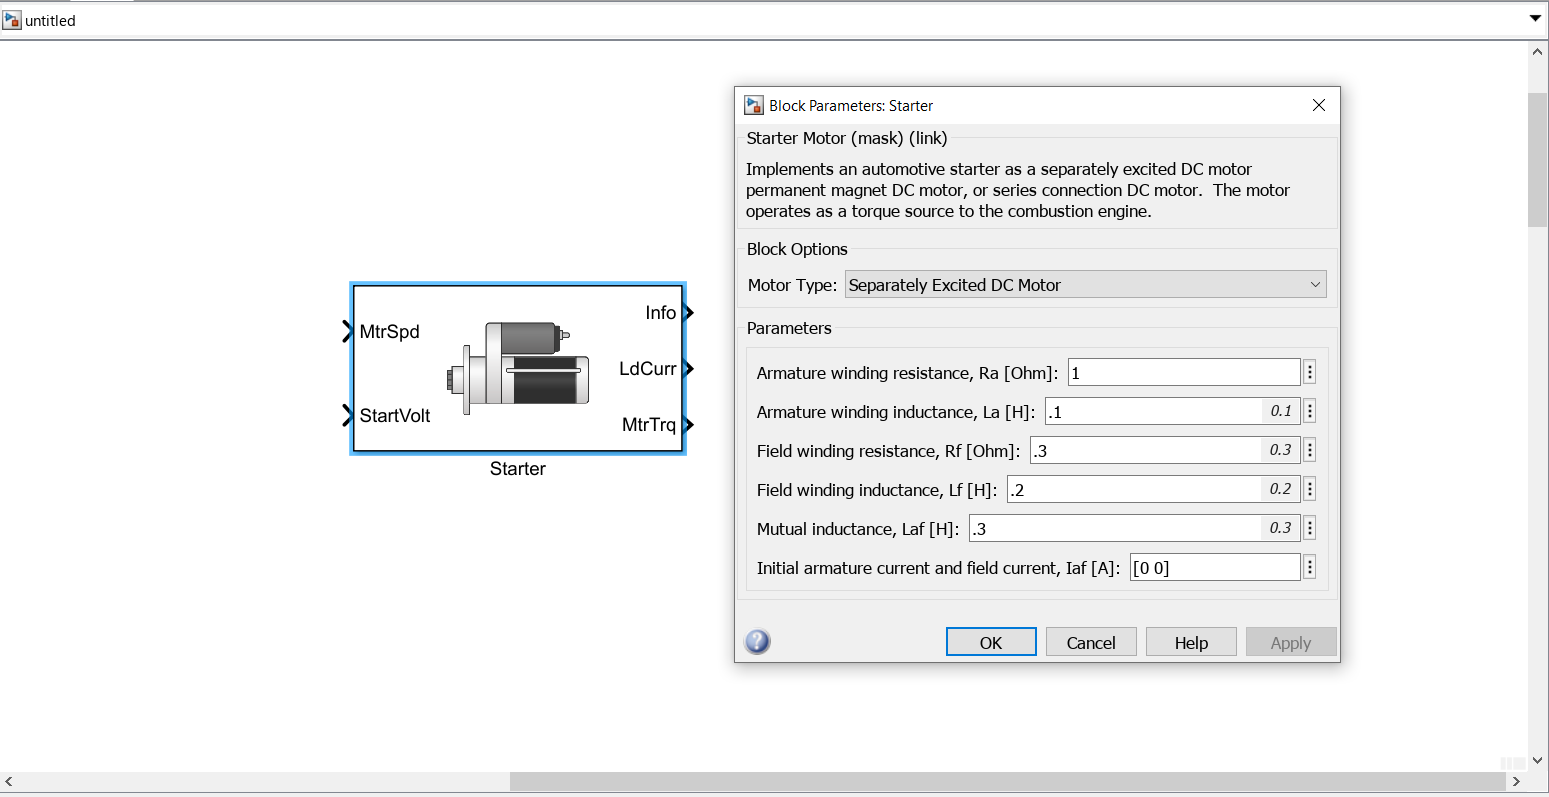 untitled
MtrSpd
StartVolt
Info
LdCurr
MtrTrq
Starter
Block Parameters: Starter
Starter Motor (mask) (link)
Implements an automotive starter as a separately excited DC motor
permanent magnet DC motor, or series connection DC motor.  The motor
operates as a torque source to the combustion engine.
Block Options
Motor Type: Separately Excited DC Motor
Parameters
Armature winding resistance, Ra [Ohm]: 1
Armature winding inductance, La [H]: .1 0.1
Field winding resistance, Rf [Ohm]: .3 0.3
Field winding inductance, Lf [H]: .2 0.2
Mutual inductance, Laf [H]: .3 0.3
Initial armature current and field current, Iaf [A]: [0 0]
? OK Cancel Help Apply